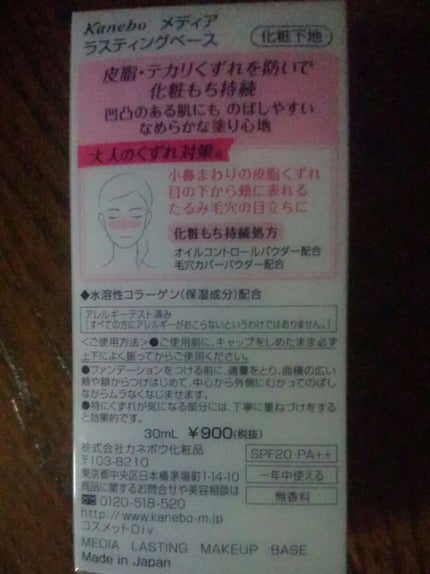 Kanebo メディア
ラスティングベース
化粧下地
皮脂・テカリくずれを防いで
化粧もち持続
凹凸のある肌にも のばしやすい
なめらかな塗り心地
大人のくずれ対策
小鼻まわりの皮脂くずれ
目の下から頰に表れる
たるみ毛穴の目立ちに
化粧もち持続処方
オイルコントロールパウダー配合
毛穴カバーパウダー配合
◆水溶性コラーゲン(保湿成分)配合
アレルギーテスト済み
[すべての方にアレルギーがおこらないというわけではありません。]
<ご使用方法>●ご使用前に、キャップをしめたまま必ず
上下によく振ってからご使用ください。
●ファンデーションをつける前に、適量をとり、面積の広い
頰や額からつけはじめて、中心から外側にむかってのばし
ながらムラなくなじませます。
●特にくずれが気になる部分には、丁寧に重ねづけをする
と効果的です。
30mL ¥900(税抜)
株式会社カネボウ化粧品
〒103-8210
東京都中央区日本橋茅場町1-14-10
商品に関するお問合せや美容相談は
0120-518-520
http://www.kanebo-m.jp
コスメットDiv.
SPF20・PA++
一年中使える
無香料
MEDIA LASTING MAKEUP BASE
Made in Japan